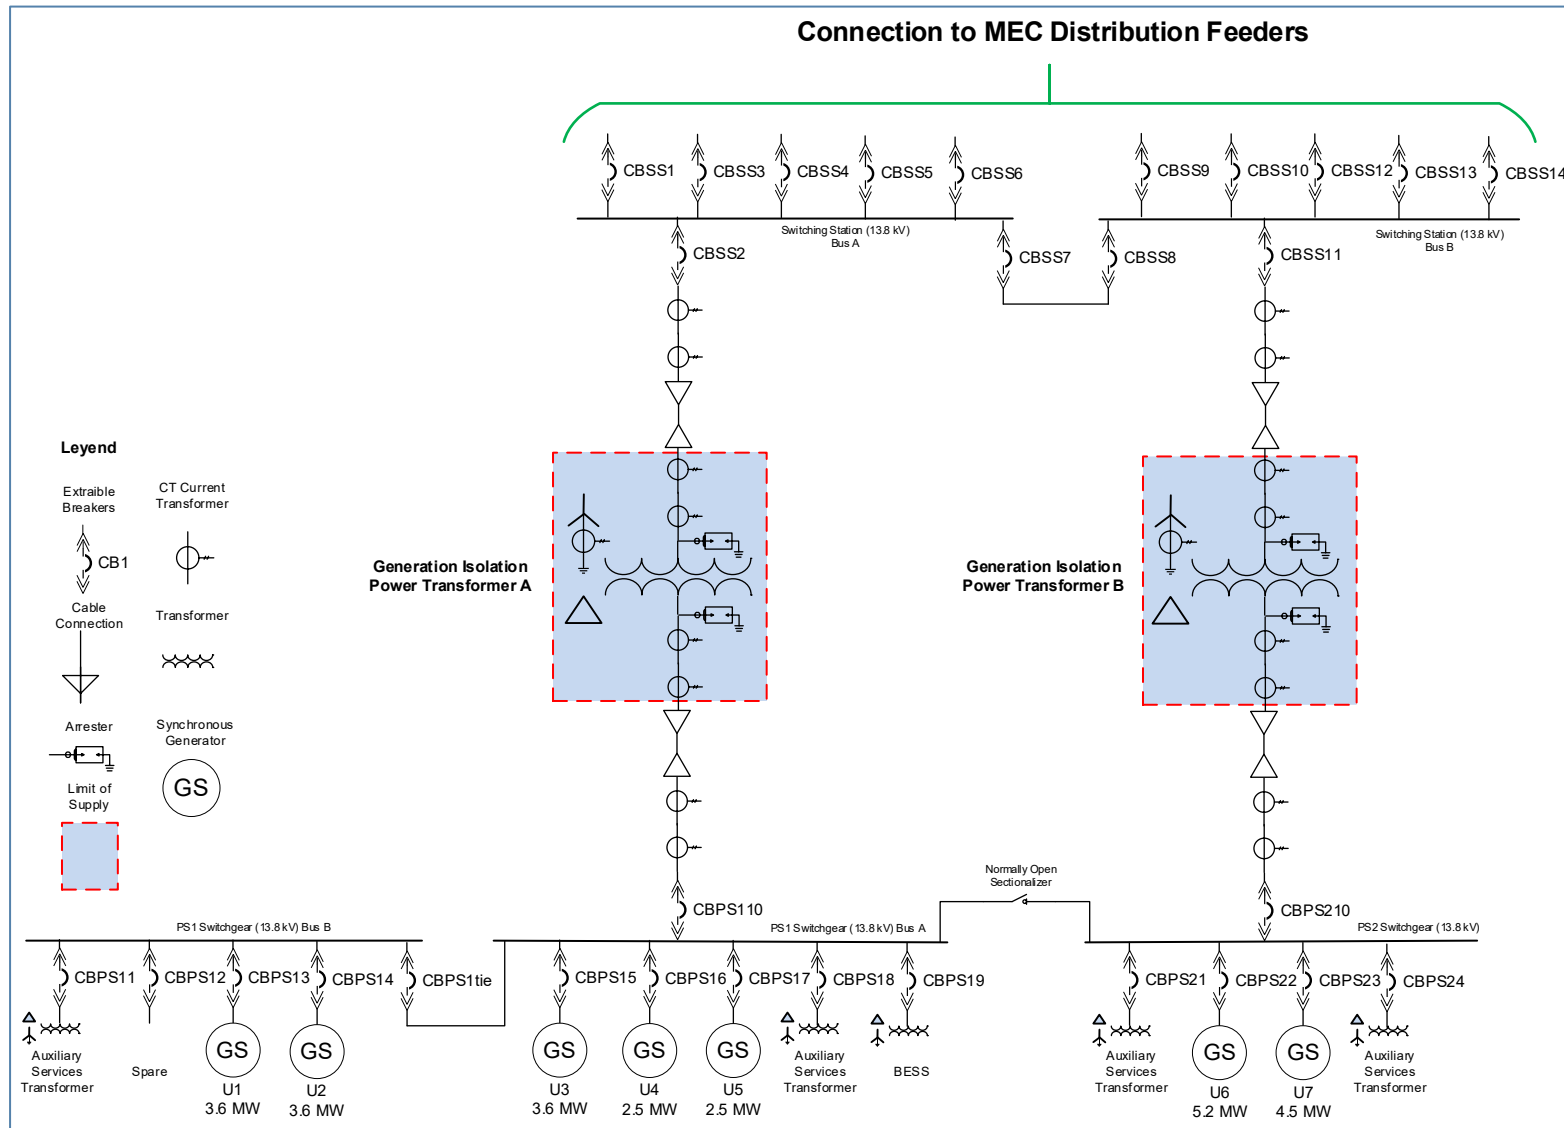 Connection to MEC Distribution Feeders
CBSS1
CBSS3
CBSS4
CBSS5
CBSS6
CBSS9
CBSS10
CBSS12
CBSS13
CBSS14
Switching Station (13.8 kV)
Bus A
Switching Station (13.8 kV)
Bus B
CBSS2
CBSS7
CBSS8
CBSS11
Leyend
Extraible
Breakers
CT Current
Transformer
CB1
Cable
Connection
Transformer
Arrester
Synchronous
Generator
GS
Limit of
Supply
Generation Isolation
Power Transformer A
Generation Isolation
Power Transformer B
Normally Open
Sectionalizer
CBPS110
CBPS210
PS1 Switchgear (13.8 kV) Bus B
PS1 Switchgear (13.8 kV) Bus A
PS2 Switchgear (13.8 kV)
CBPS11
CBPS12
CBPS13
CBPS14
CBPS1tie
CBPS15
CBPS16
CBPS17
CBPS18
CBPS19
CBPS21
CBPS22
CBPS23
CBPS24
Auxiliary
Services
Transformer
Spare
GS
U1
3.6 MW
GS
U2
3.6 MW
GS
U3
3.6 MW
GS
U4
2.5 MW
GS
U5
2.5 MW
Auxiliary
Services
Transformer
BESS
Auxiliary
Services
Transformer
GS
U6
5.2 MW
GS
U7
4.5 MW
Auxiliary
Services
Transformer